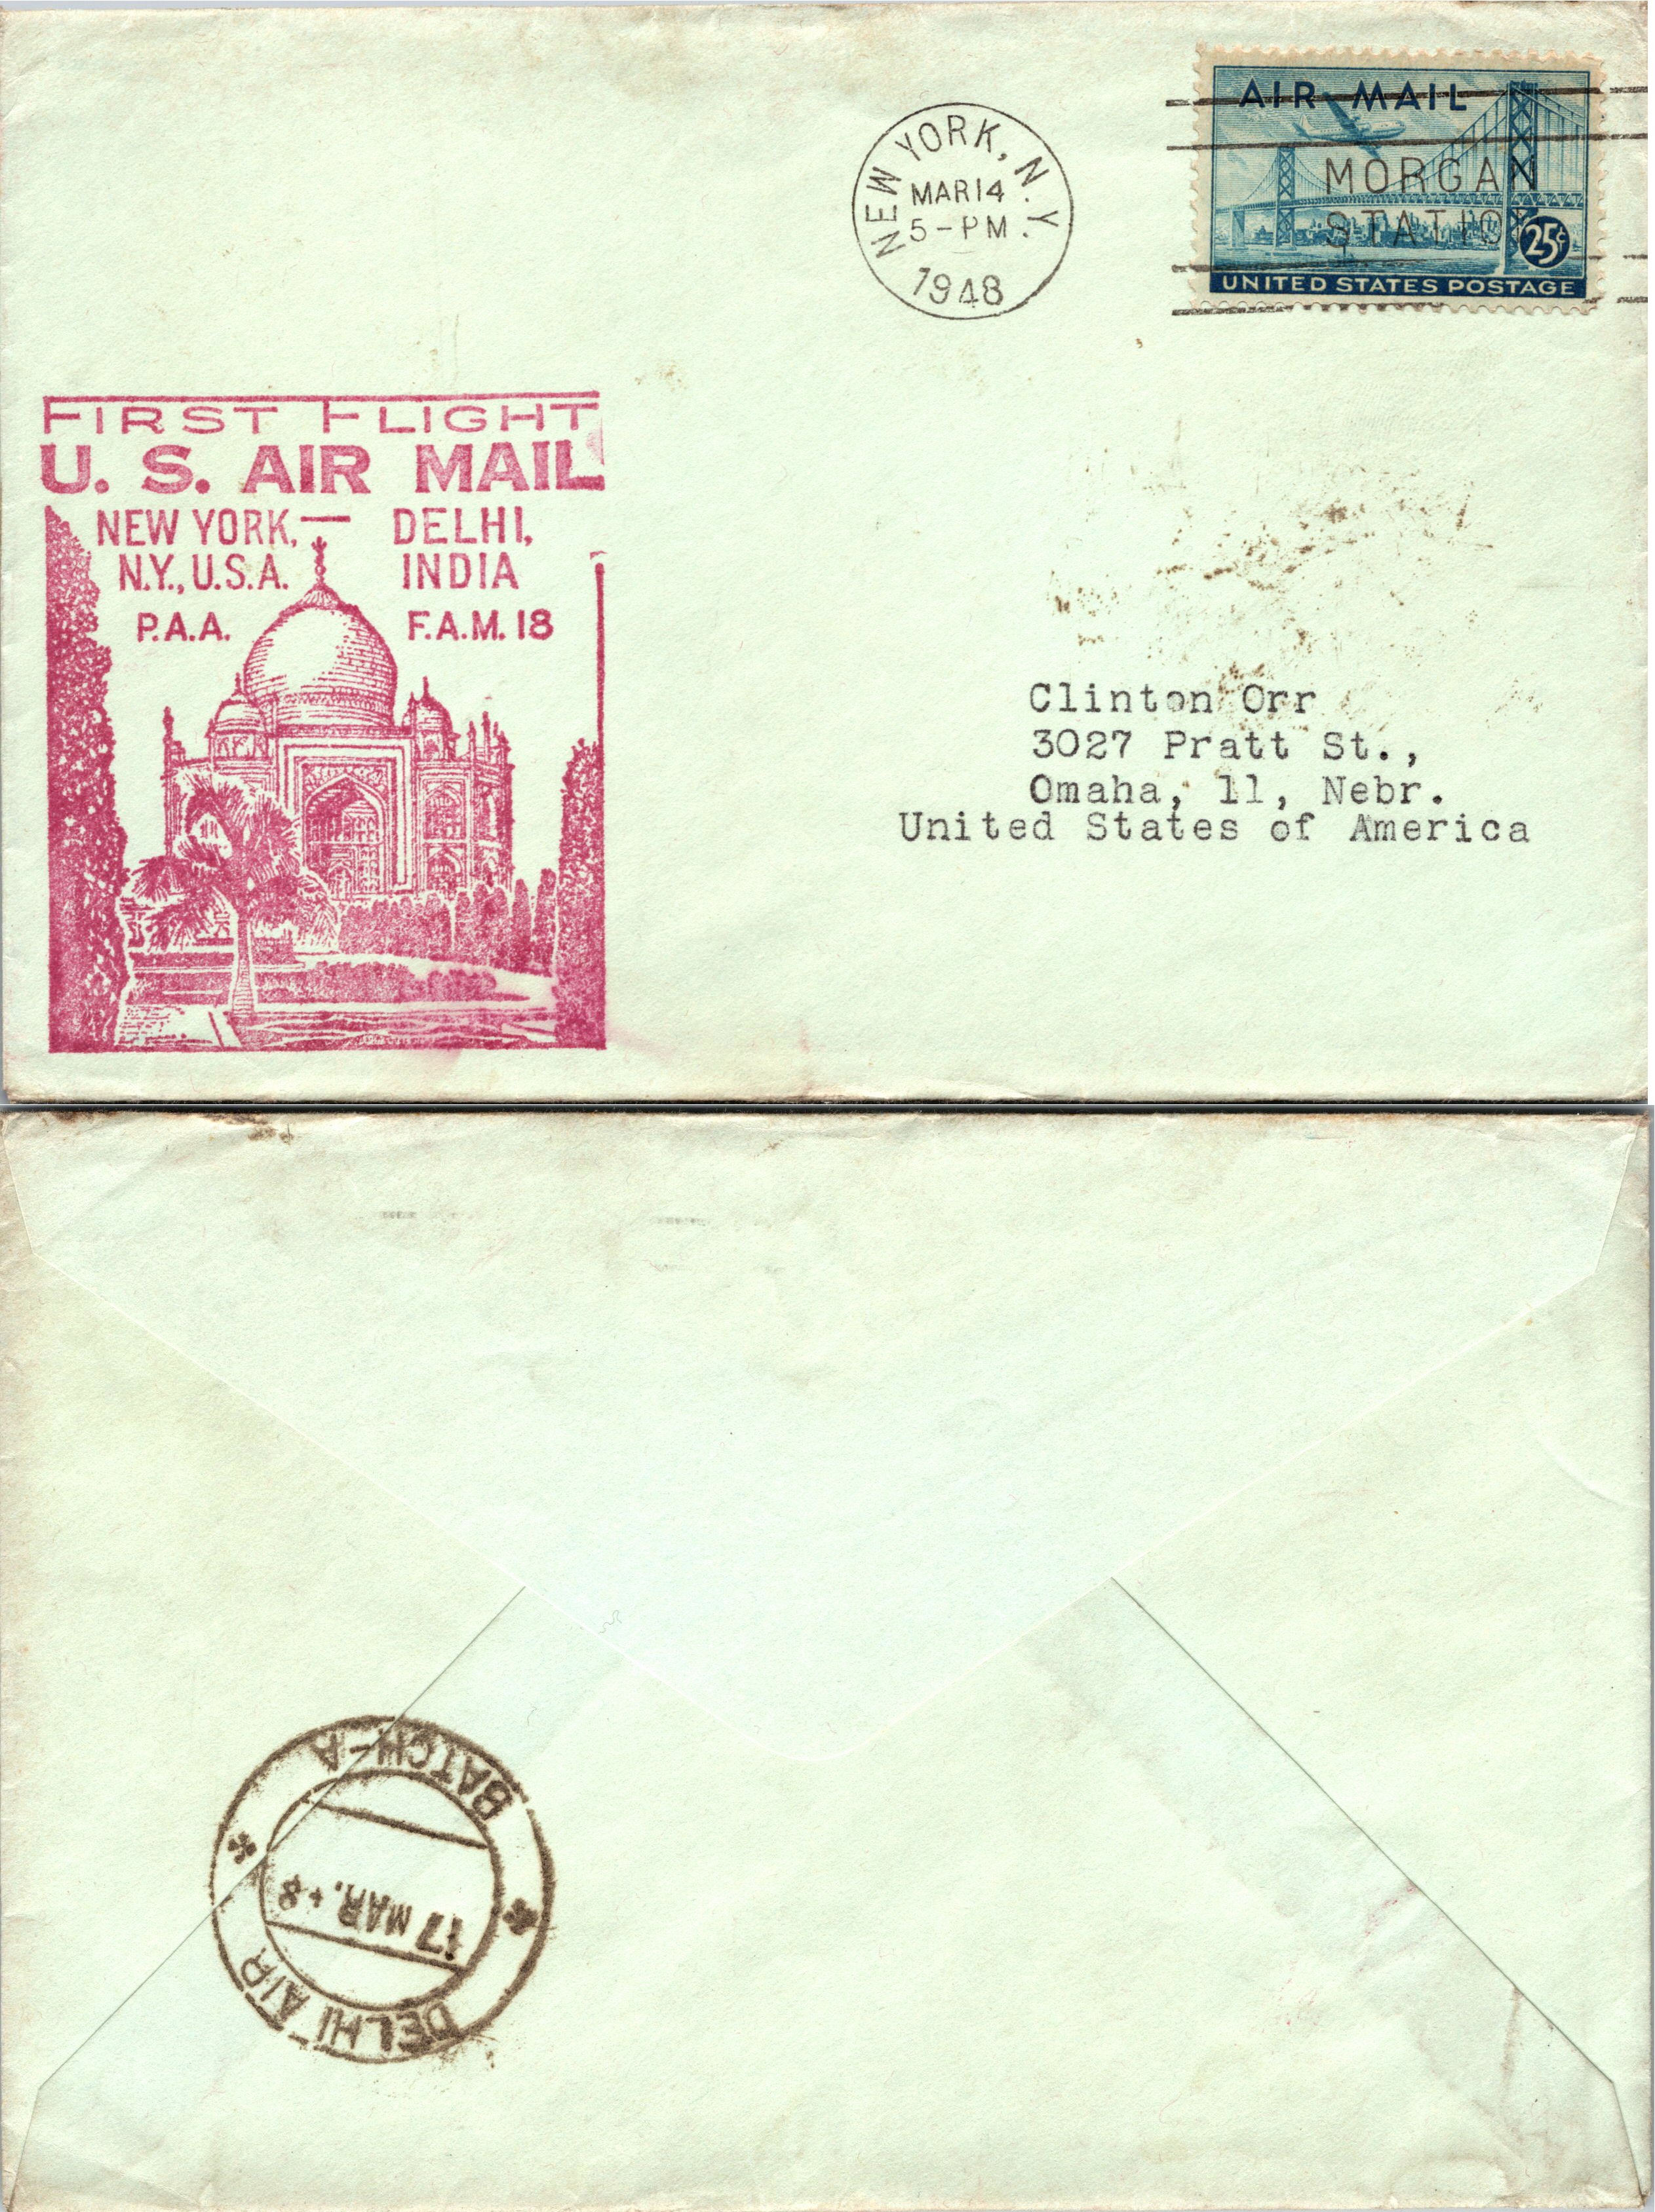 NEW YORK, N.Y.
MAR 14
5-PM
1948
AIR MAIL
MORGAN
STATION
25¢
UNITED STATES POSTAGE
FIRST FLIGHT
U. S. AIR MAIL
NEW YORK, — DELHI,
N.Y., U.S.A. INDIA
P.A.A. F.A.M. 18
Clinton Orr
3027 Pratt St.,
Omaha, 11, Nebr.
United States of America
DELHI AIR
17 MAR. 48
BATCH-A